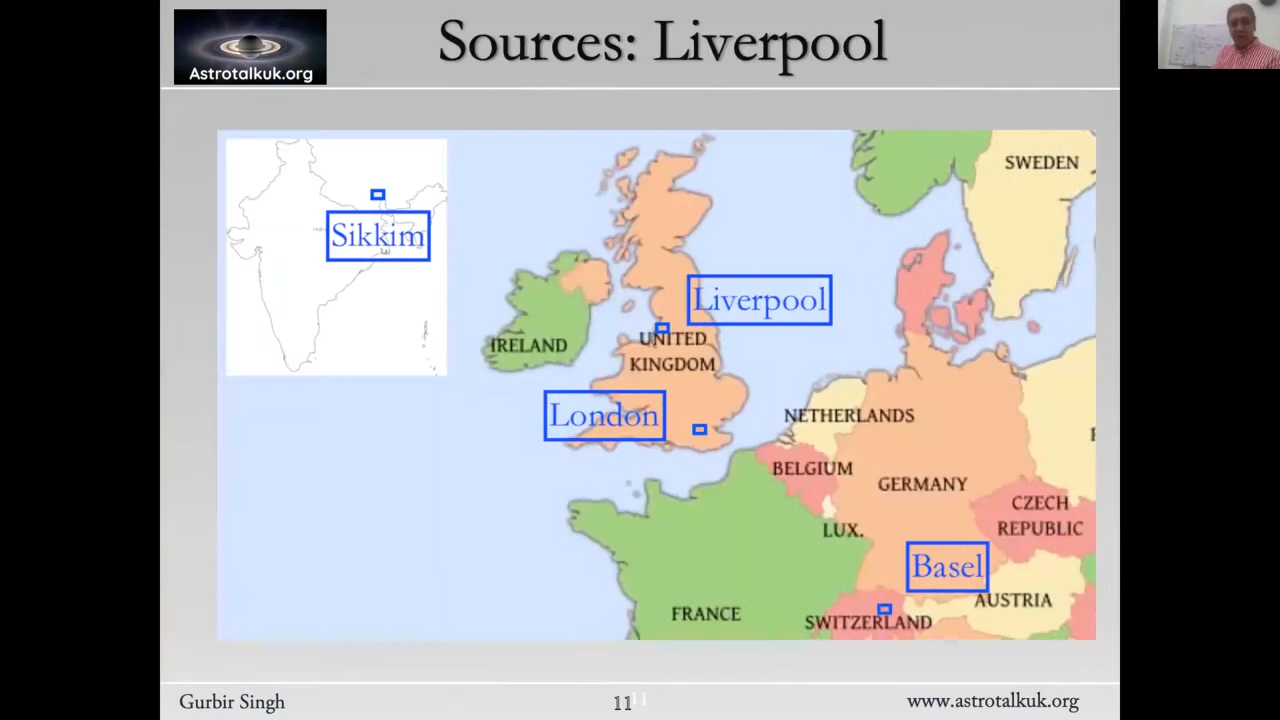 Astrotalkuk.org
Sources: Liverpool
Sikkim
SWEDEN
Liverpool
IRELAND
UNITED
KINGDOM
London
NETHERLANDS
BELGIUM
GERMANY
CZECH
REPUBLIC
LUX.
Basel
AUSTRIA
FRANCE
SWITZERLAND
Gurbir Singh
11
11
www.astrotalkuk.org